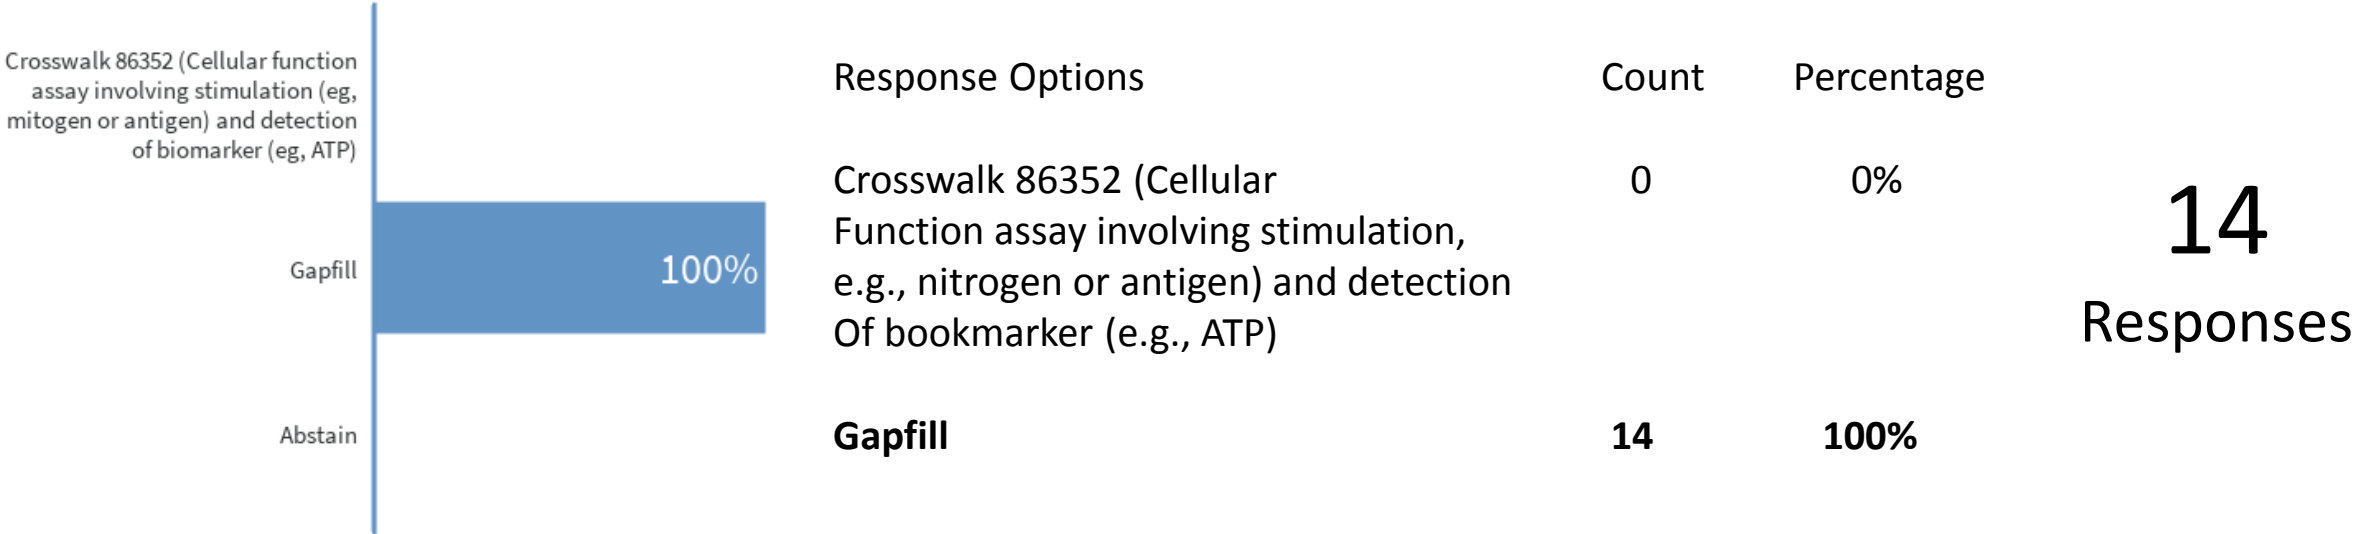 Crosswalk 86352 (Cellular function
assay involving stimulation (eg,
mitogen or antigen) and detection
of biomarker (eg, ATP)
Gapfill
100%
Abstain
Response Options Count Percentage
Crosswalk 86352 (Cellular 0 0%
Function assay involving stimulation,
e.g., nitrogen or antigen) and detection
Of bookmarker (e.g., ATP)
Gapfill 14 100%
14
Responses